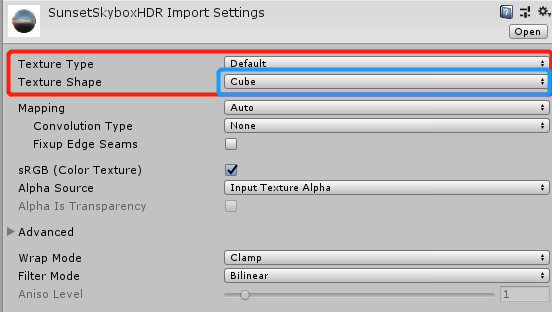 SunsetSkyboxHDR Import Settings
Open
Texture Type Default
Texture Shape Cube
Mapping Auto
Convolution Type None
Fixup Edge Seams
sRGB (Color Texture)
Alpha Source Input Texture Alpha
Alpha Is Transparency
Advanced
Wrap Mode Clamp
Filter Mode Bilinear
Aniso Level 1